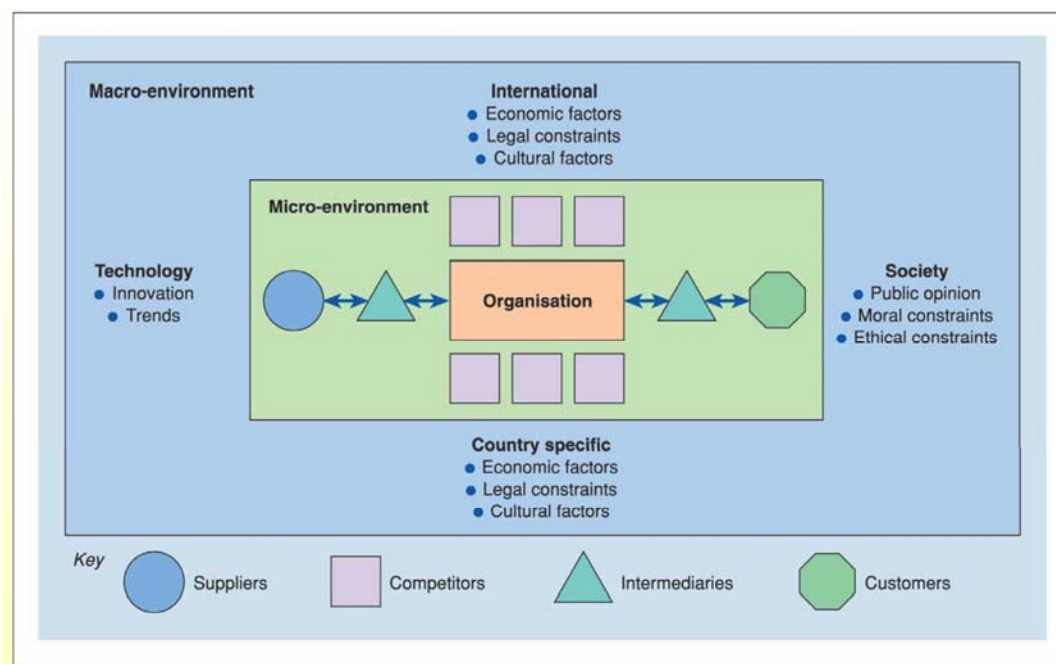 Macro-environment
International
● Economic factors
● Legal constraints
● Cultural factors
Micro-environment
Technology
● Innovation
● Trends
Organisation
Society
● Public opinion
● Moral constraints
● Ethical constraints
Country specific
● Economic factors
● Legal constraints
● Cultural factors
Key
Suppliers
Competitors
Intermediaries
Customers